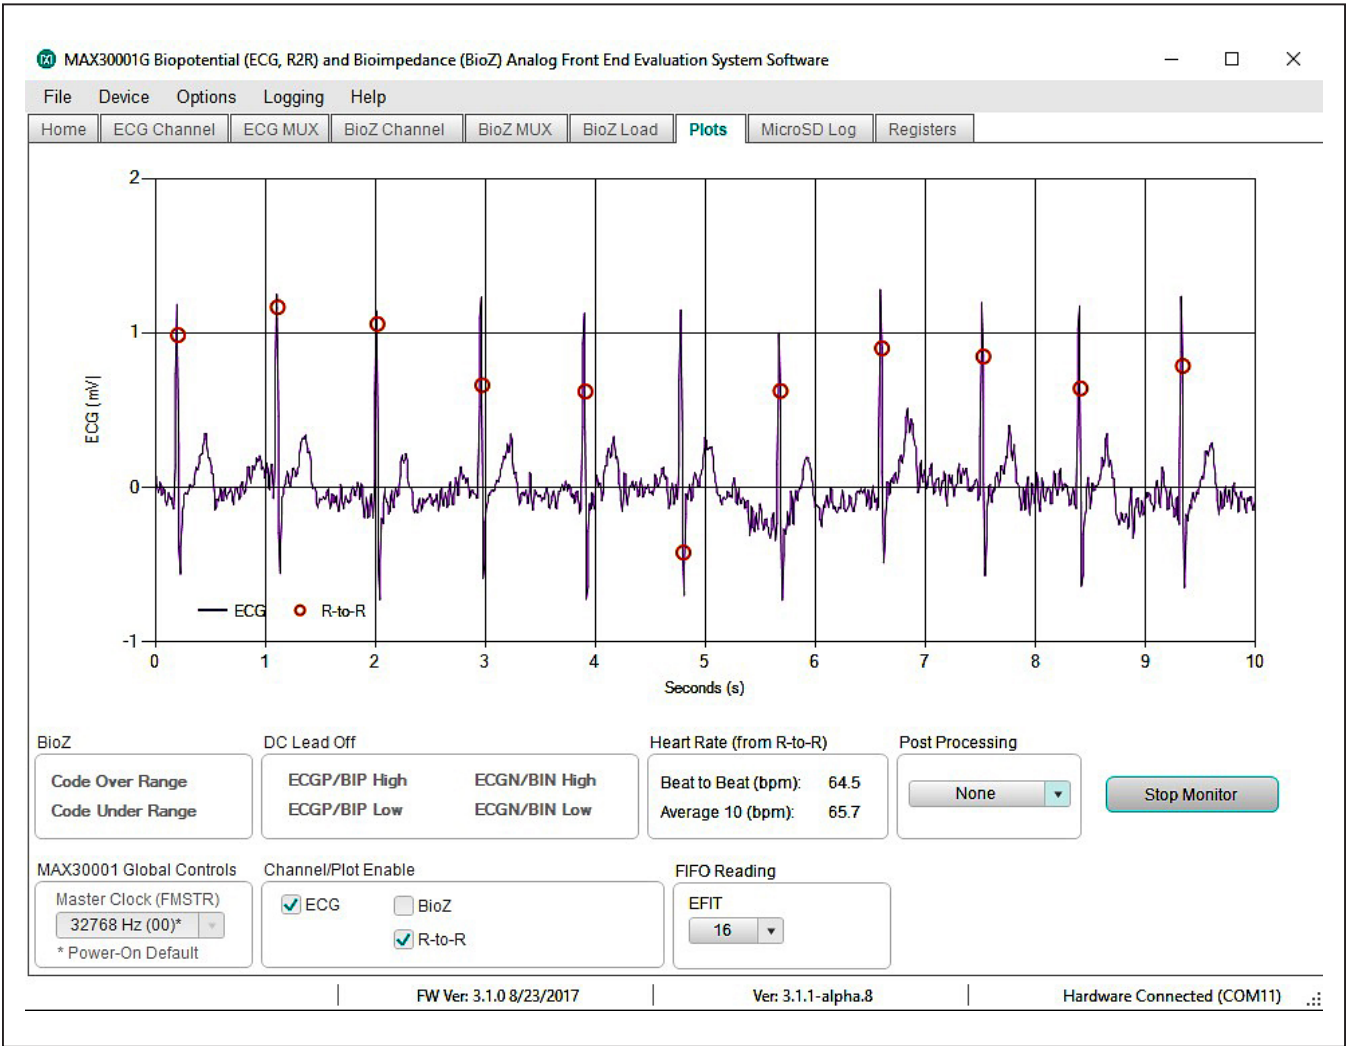 MAX30001G Biopotential (ECG, R2R) and Bioimpedance (BioZ) Analog Front End Evaluation System Software
File Device Options Logging Help
Home ECG Channel ECG MUX BioZ Channel BioZ MUX BioZ Load Plots MicroSD Log Registers
2
1
0
-1
ECG (mV)
ECG R-to-R
0 1 2 3 4 5 6 7 8 9 10
Seconds (s)
BioZ DC Lead Off Heart Rate (from R-to-R) Post Processing
Code Over Range ECGP/BIP High ECGN/BIN High Beat to Beat (bpm): 64.5 None Stop Monitor
Code Under Range ECGP/BIP Low ECGN/BIN Low Average 10 (bpm): 65.7
MAX30001 Global Controls Channel/Plot Enable FIFO Reading
Master Clock (FMSTR) ECG BioZ EFIT
32768 Hz (00)* R-to-R 16
* Power-On Default
FW Ver: 3.1.0 8/23/2017 Ver: 3.1.1-alpha.8 Hardware Connected (COM11)